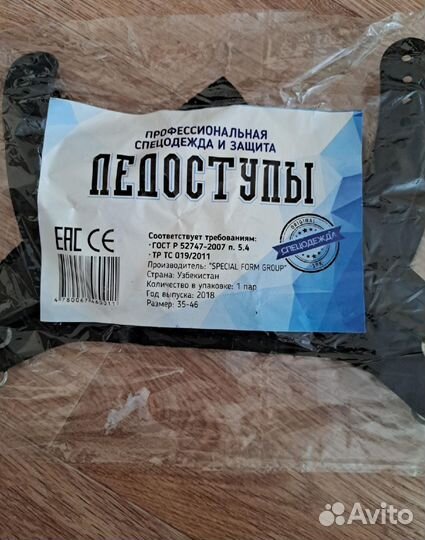 ПРОФЕССИОНАЛЬНАЯ
СПЕЦОДЕЖДА И ЗАЩИТА
ЛЕДОСТУПЫ
EAC CE
Соответствует требованиям:
· ГОСТ Р 52747-2007 п. 5.4
· ТР ТС 019/2011
Производитель: "SPECIAL FORM GROUP"
Страна: Узбекистан
Количество в упаковке: 1 пар
Год выпуска: 2018
Размер: 35-46
ORIGINAL
СПЕЦОДЕЖДА
Avito